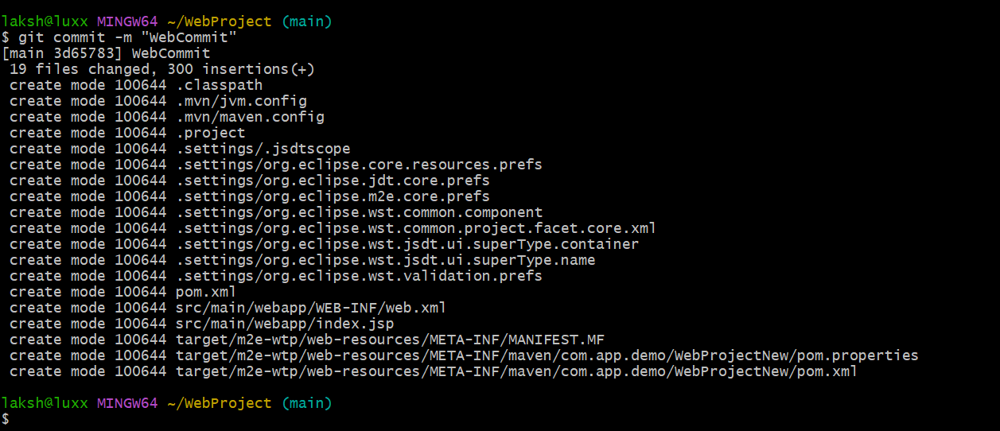 laksh@luxx MINGW64 ~/WebProject (main)
$ git commit -m "WebCommit"
[main 3d65783] WebCommit
 19 files changed, 300 insertions(+)
 create mode 100644 .classpath
 create mode 100644 .mvn/jvm.config
 create mode 100644 .mvn/maven.config
 create mode 100644 .project
 create mode 100644 .settings/.jsdtscope
 create mode 100644 .settings/org.eclipse.core.resources.prefs
 create mode 100644 .settings/org.eclipse.jdt.core.prefs
 create mode 100644 .settings/org.eclipse.m2e.core.prefs
 create mode 100644 .settings/org.eclipse.wst.common.component
 create mode 100644 .settings/org.eclipse.wst.common.project.facet.core.xml
 create mode 100644 .settings/org.eclipse.wst.jsdt.ui.superType.container
 create mode 100644 .settings/org.eclipse.wst.jsdt.ui.superType.name
 create mode 100644 .settings/org.eclipse.wst.validation.prefs
 create mode 100644 pom.xml
 create mode 100644 src/main/webapp/WEB-INF/web.xml
 create mode 100644 src/main/webapp/index.jsp
 create mode 100644 target/m2e-wtp/web-resources/META-INF/MANIFEST.MF
 create mode 100644 target/m2e-wtp/web-resources/META-INF/maven/com.app.demo/WebProjectNew/pom.properties
 create mode 100644 target/m2e-wtp/web-resources/META-INF/maven/com.app.demo/WebProjectNew/pom.xml
laksh@luxx MINGW64 ~/WebProject (main)
$